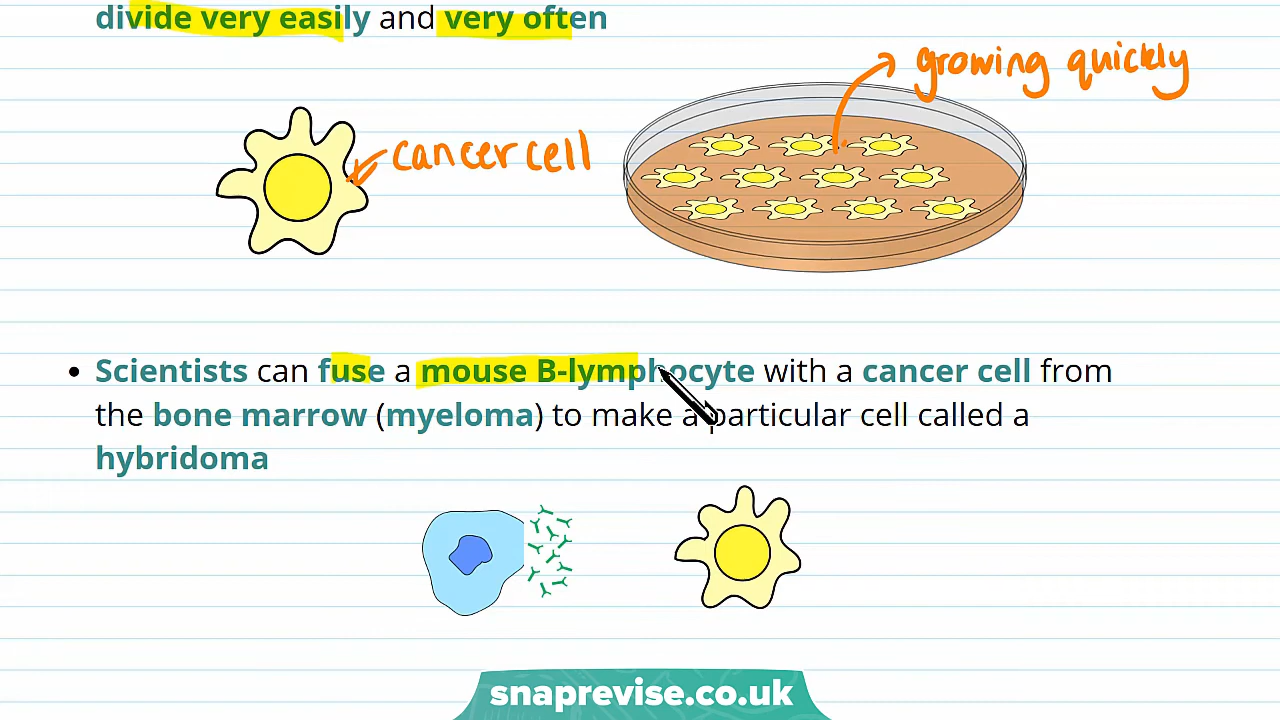 divide very easily and very often
growing quickly
cancer cell
• Scientists can fuse a mouse B-lymphocyte with a cancer cell from
the bone marrow (myeloma) to make a particular cell called a
hybridoma
snaprevise.co.uk